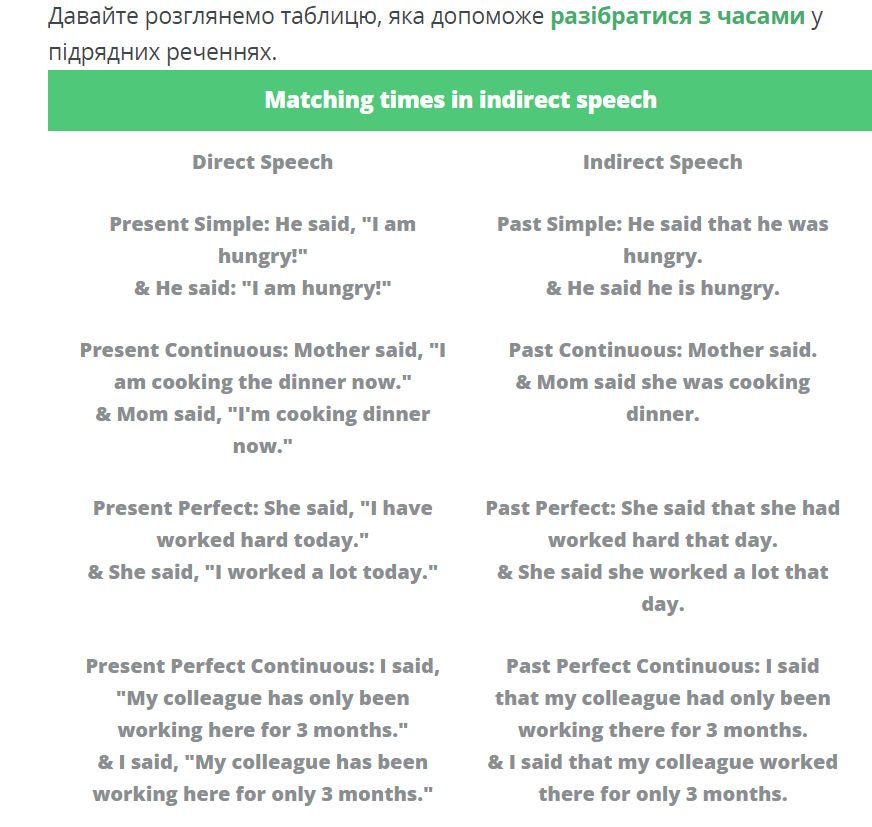 Давайте розглянемо таблицю, яка допоможе разібратися з часами у
підрядних реченнях.
Matching times in indirect speech
Direct Speech
Indirect Speech
Present Simple: He said, "I am
hungry!"
& He said: "I am hungry!"
Past Simple: He said that he was
hungry.
& He said he is hungry.
Present Continuous: Mother said, "I
am cooking the dinner now."
& Mom said, "I'm cooking dinner
now."
Past Continuous: Mother said.
& Mom said she was cooking
dinner.
Present Perfect: She said, "I have
worked hard today."
& She said, "I worked a lot today."
Past Perfect: She said that she had
worked hard that day.
& She said she worked a lot that
day.
Present Perfect Continuous: I said,
"My colleague has only been
working here for 3 months."
& I said, "My colleague has been
working here for only 3 months."
Past Perfect Continuous: I said
that my colleague had only been
working there for 3 months.
& I said that my colleague worked
there for only 3 months.